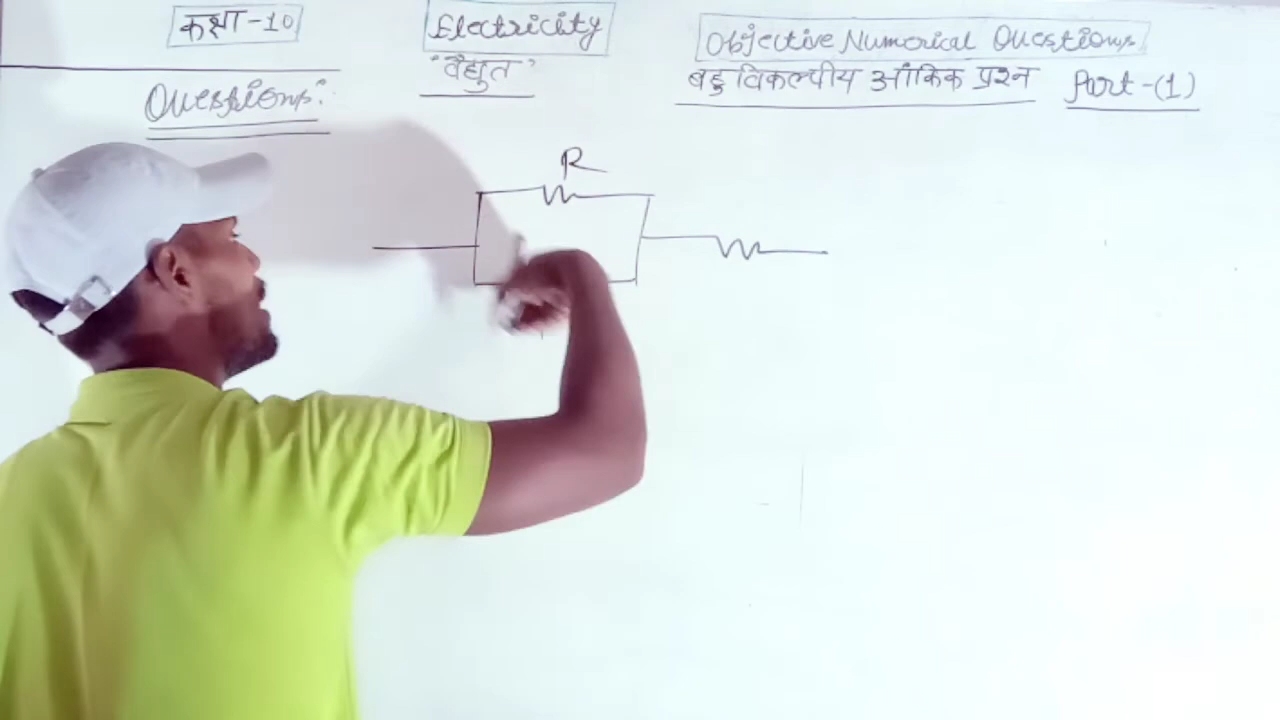 कक्षा-10
Electricity
"वैद्युत"
Objective Numerical Questions
बहु विकल्पीय आंकिक प्रश्न Part-(1)
Questions:
R